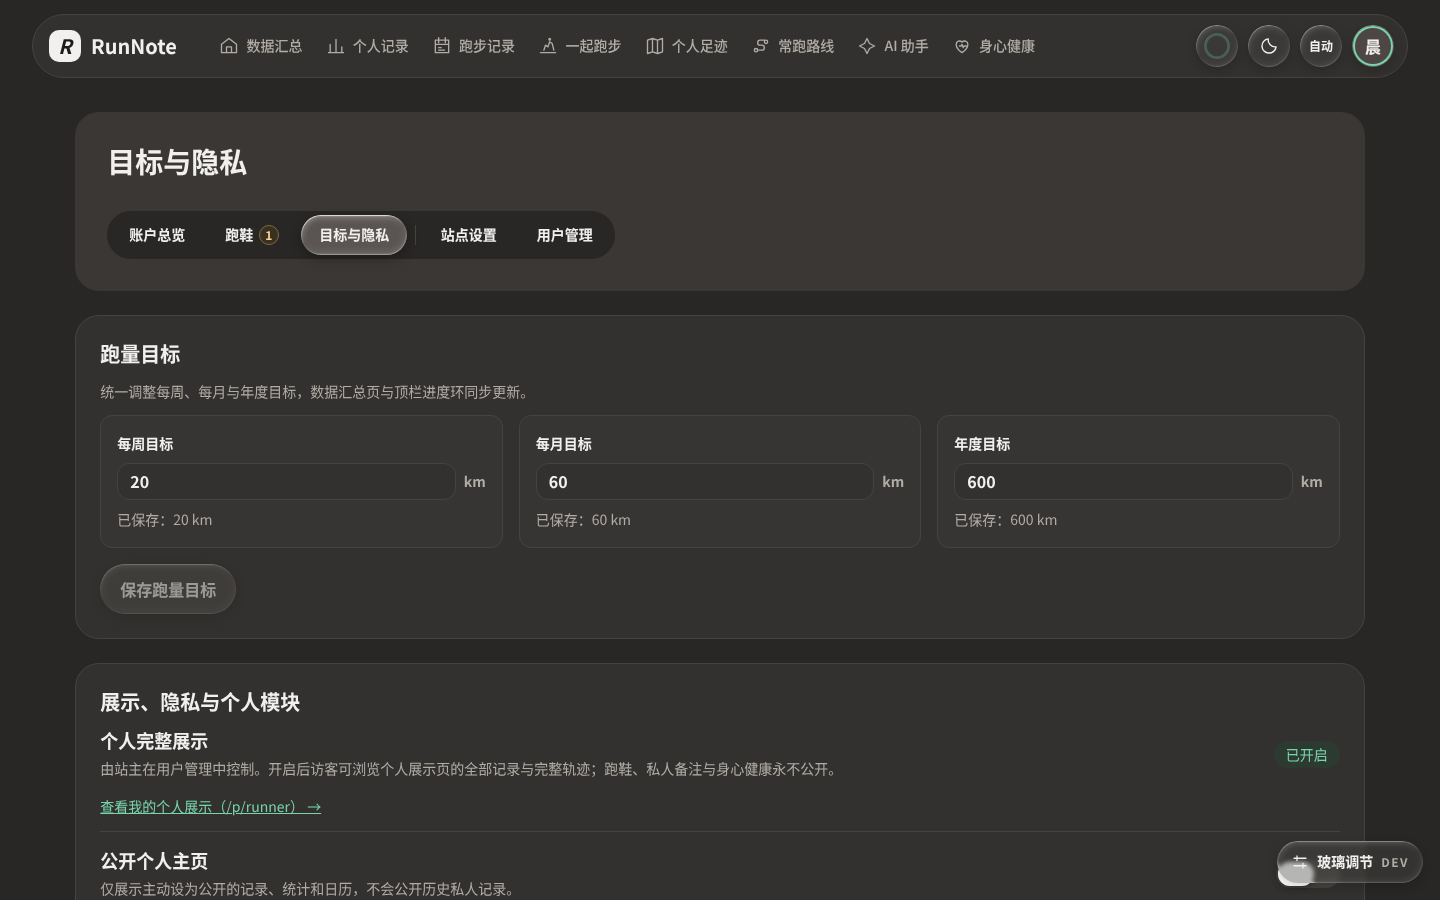 R RunNote 数据汇总 个人记录 跑步记录 一起跑步 个人足迹 常跑路线 AI 助手 身心健康 自动 晨
目标与隐私
账户总览 跑鞋 1 目标与隐私 站点设置 用户管理
跑量目标
统一调整每周、每月与年度目标，数据汇总页与顶栏进度环同步更新。
每周目标 每月目标 年度目标
20 km 60 km 600 km
已保存：20 km 已保存：60 km 已保存：600 km
保存跑量目标
展示、隐私与个人模块
个人完整展示
已开启
由站主在用户管理中控制。开启后访客可浏览个人展示页的全部记录与完整轨迹；跑鞋、私人备注与身心健康永不公开。
查看我的个人展示（/p/runner） →
公开个人主页
玻璃调节 DEV
仅展示主动设为公开的记录、统计和日历，不会公开历史私人记录。